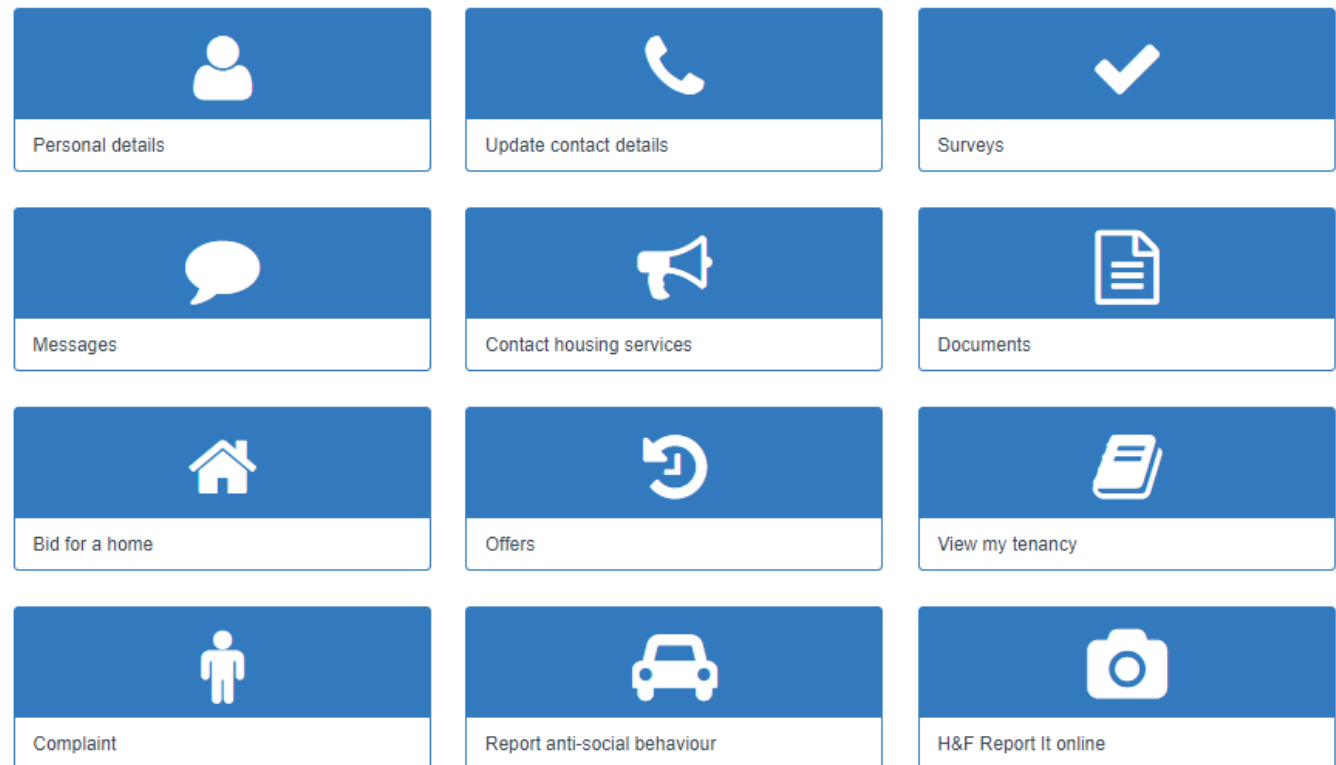 Personal details
Update contact details
Surveys
Messages
Contact housing services
Documents
Bid for a home
Offers
View my tenancy
Complaint
Report anti-social behaviour
H&F Report It online